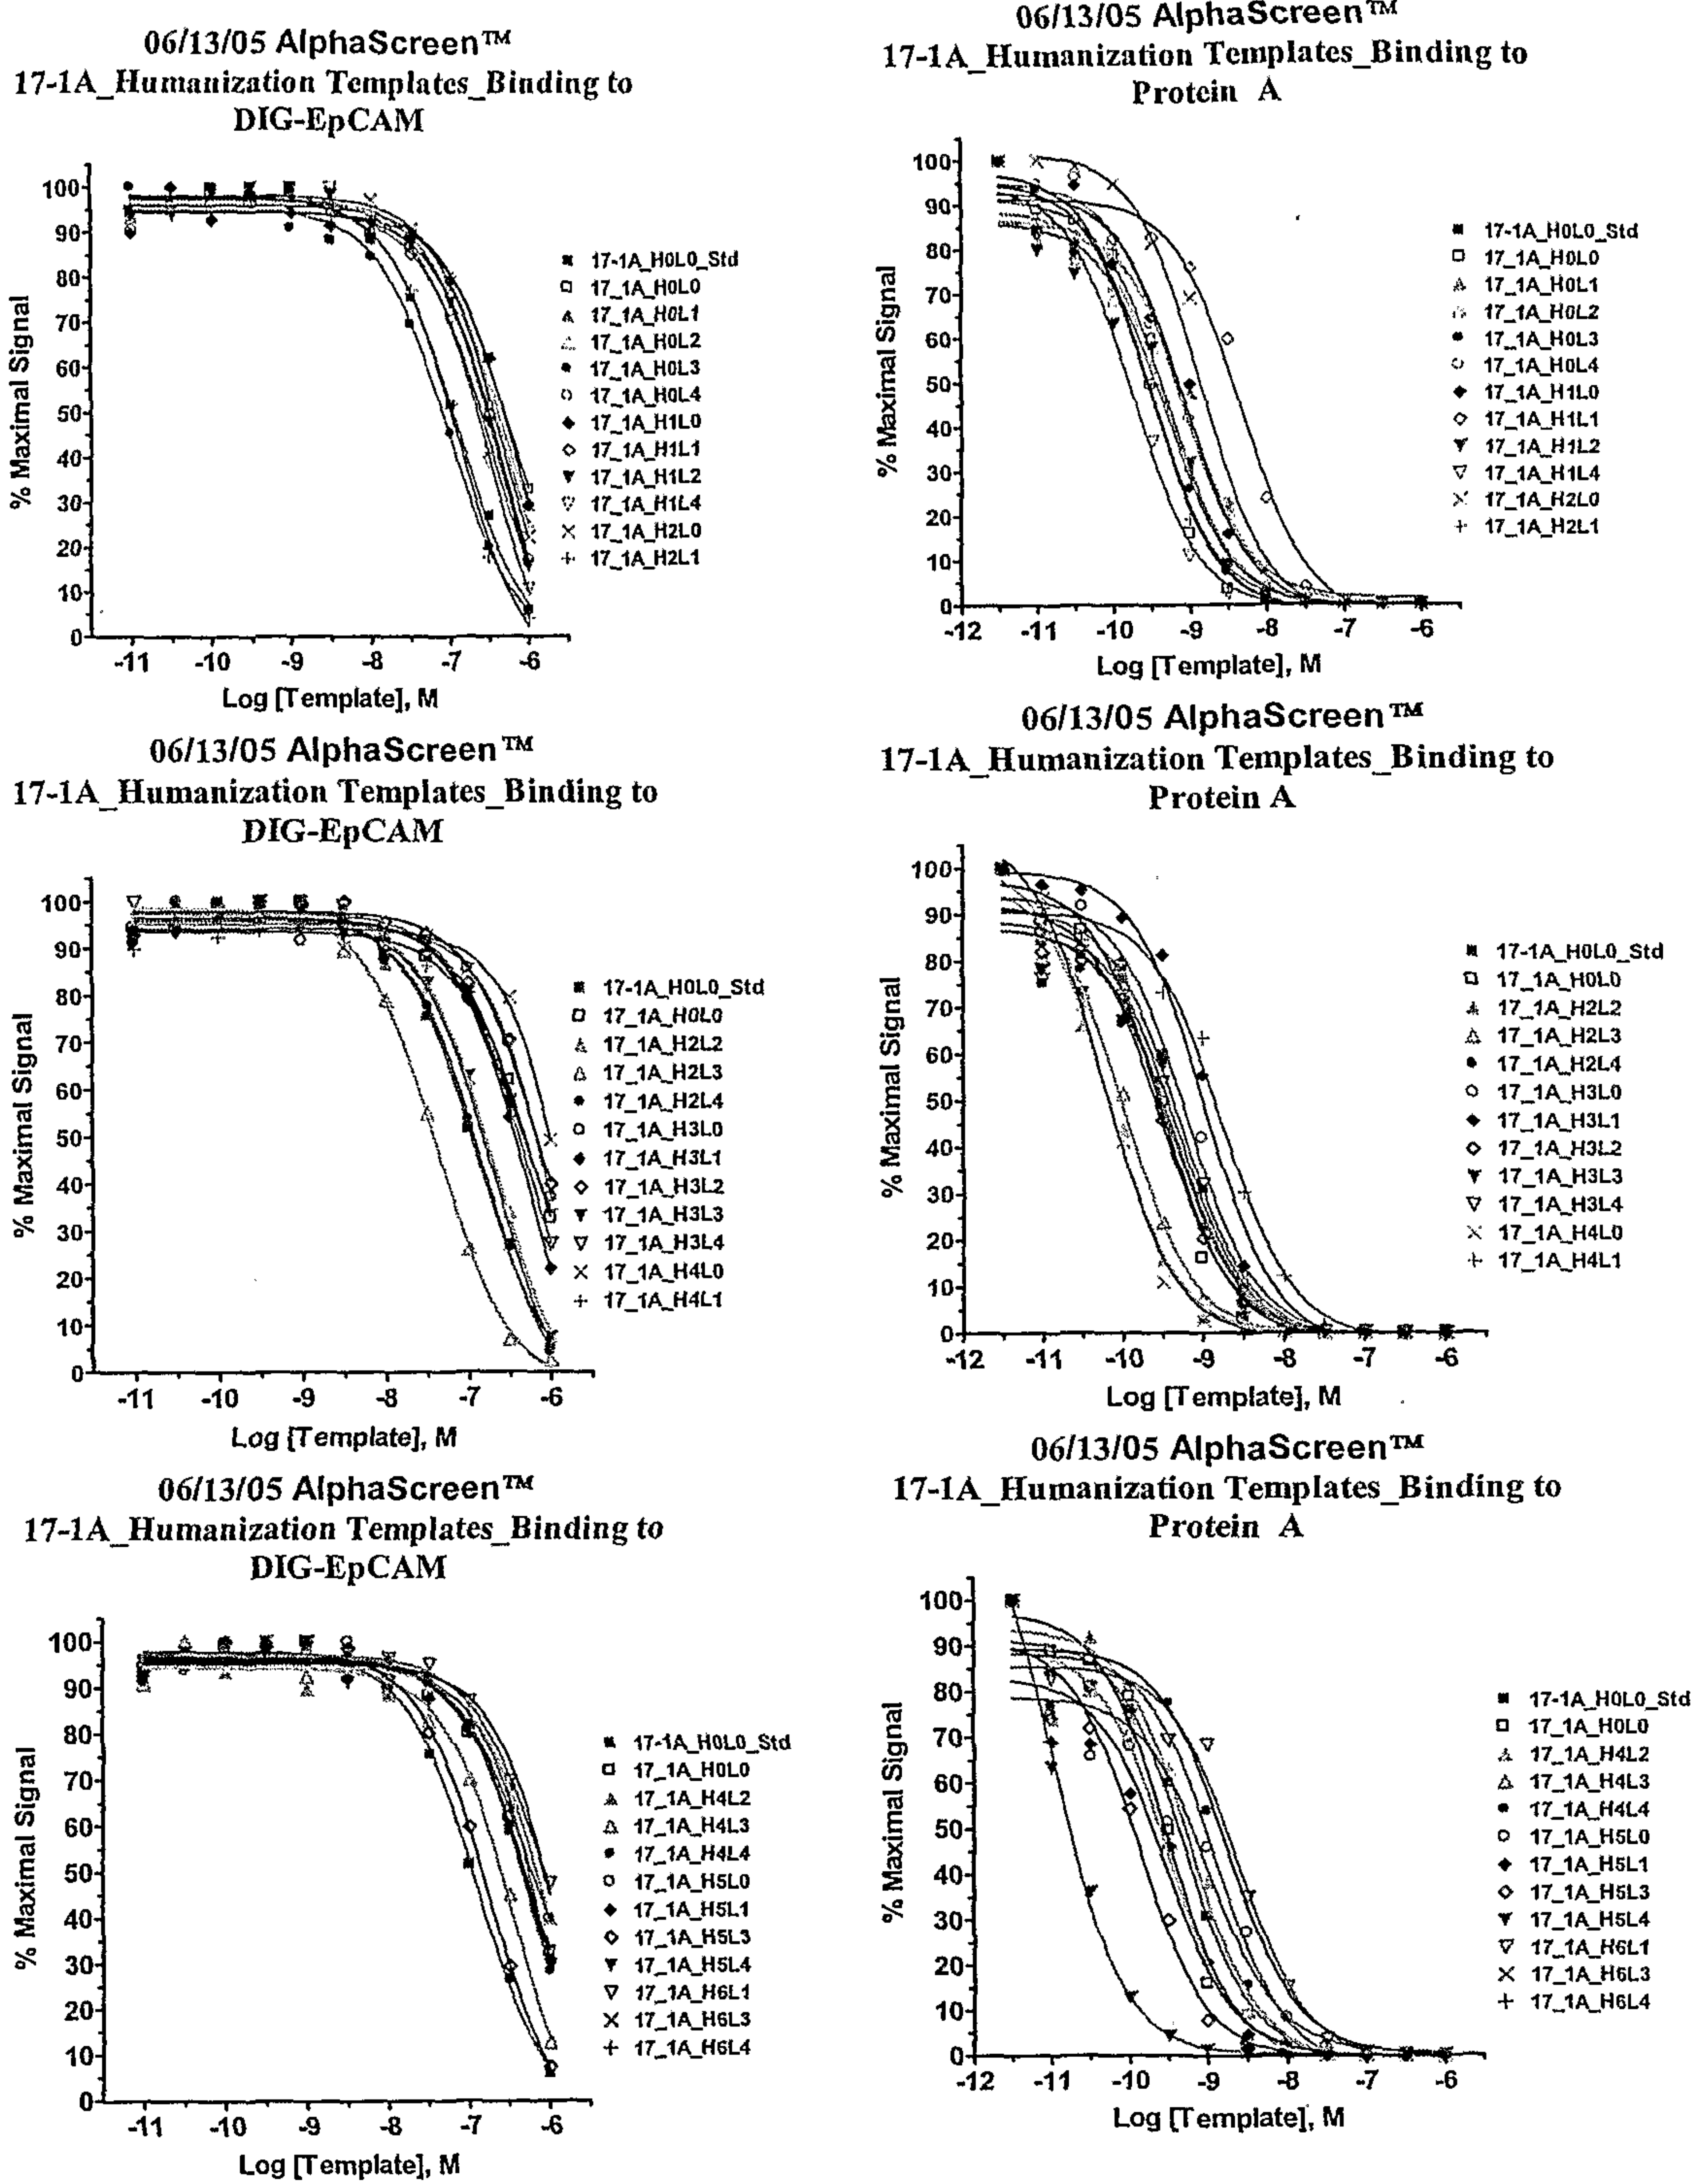 06/13/05 AlphaScreen™
17-1A_Humanization Templates_Binding to
DIG-EpCAM
% Maximal Signal
100
90
80
70
60
50
40
30
20
10
0
-11 -10 -9 -8 -7 -6
Log [Template], M
17-1A_H0L0_Std
17_1A_H0L0
17_1A_H0L1
17_1A_H0L2
17_1A_H0L3
17_1A_H0L4
17_1A_H1L0
17_1A_H1L1
17_1A_H1L2
17_1A_H1L4
17_1A_H2L0
17_1A_H2L1
06/13/05 AlphaScreen™
17-1A_Humanization Templates_Binding to
Protein A
% Maximal Signal
100
90
80
70
60
50
40
30
20
10
0
-12 -11 -10 -9 -8 -7 -6
Log [Template], M
17-1A_H0L0_Std
17_1A_H0L0
17_1A_H0L1
17_1A_H0L2
17_1A_H0L3
17_1A_H0L4
17_1A_H1L0
17_1A_H1L1
17_1A_H1L2
17_1A_H1L4
17_1A_H2L0
17_1A_H2L1
06/13/05 AlphaScreen™
17-1A_Humanization Templates_Binding to
DIG-EpCAM
% Maximal Signal
100
90
80
70
60
50
40
30
20
10
0
-11 -10 -9 -8 -7 -6
Log [Template], M
17-1A_H0L0_Std
17_1A_H0L0
17_1A_H2L2
17_1A_H2L3
17_1A_H2L4
17_1A_H3L0
17_1A_H3L1
17_1A_H3L2
17_1A_H3L3
17_1A_H3L4
17_1A_H4L0
17_1A_H4L1
06/13/05 AlphaScreen™
17-1A_Humanization Templates_Binding to
Protein A
% Maximal Signal
100
90
80
70
60
50
40
30
20
10
0
-12 -11 -10 -9 -8 -7 -6
Log [Template], M
17-1A_H0L0_Std
17_1A_H0L0
17_1A_H2L2
17_1A_H2L3
17_1A_H2L4
17_1A_H3L0
17_1A_H3L1
17_1A_H3L2
17_1A_H3L3
17_1A_H3L4
17_1A_H4L0
17_1A_H4L1
06/13/05 AlphaScreen™
17-1A_Humanization Templates_Binding to
DIG-EpCAM
% Maximal Signal
100
90
80
70
60
50
40
30
20
10
0
-11 -10 -9 -8 -7 -6
Log [Template], M
17-1A_H0L0_Std
17_1A_H0L0
17_1A_H4L2
17_1A_H4L3
17_1A_H4L4
17_1A_H5L0
17_1A_H5L1
17_1A_H5L3
17_1A_H5L4
17_1A_H6L1
17_1A_H6L3
17_1A_H6L4
06/13/05 AlphaScreen™
17-1A_Humanization Templates_Binding to
Protein A
% Maximal Signal
100
90
80
70
60
50
40
30
20
10
0
-12 -11 -10 -9 -8 -7 -6
Log [Template], M
17-1A_H0L0_Std
17_1A_H0L0
17_1A_H4L2
17_1A_H4L3
17_1A_H4L4
17_1A_H5L0
17_1A_H5L1
17_1A_H5L3
17_1A_H5L4
17_1A_H6L1
17_1A_H6L3
17_1A_H6L4